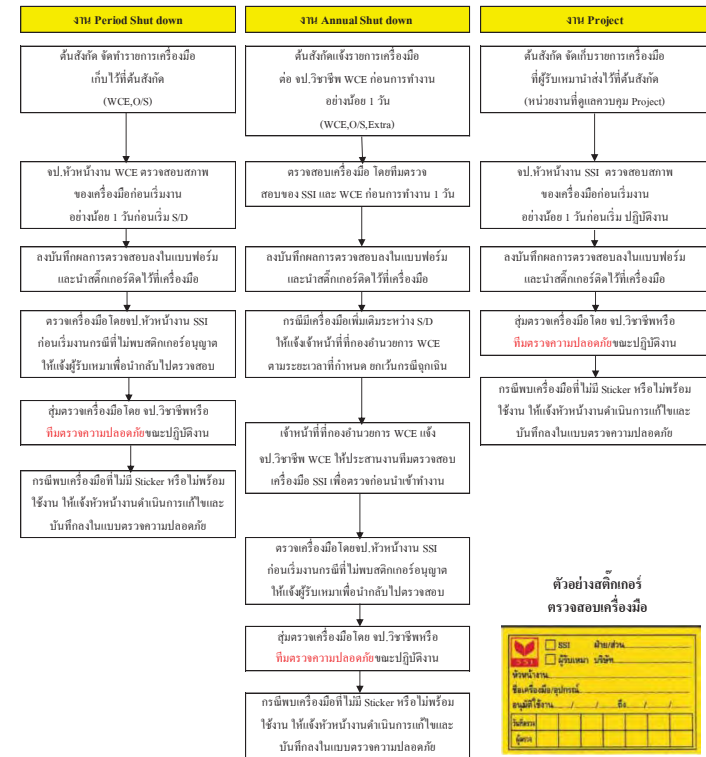 งาน Period Shut down
ต้นสังกัด จัดทำรายการเครื่องมือ
เก็บไว้ที่ต้นสังกัด
(WCE,O/S)
จป.หัวหน้างาน WCE ตรวจสอบสภาพ
ของเครื่องมือก่อนเริ่มงาน
อย่างน้อย 1 วันก่อนเริ่ม S/D
ลงบันทึกผลการตรวจสอบลงในแบบฟอร์ม
และนำสติ๊กเกอร์ติดไว้ที่เครื่องมือ
ตรวจเครื่องมือโดยจป.หัวหน้างาน SSI
ก่อนเริ่มงานกรณีที่ไม่พบสติกเกอร์อนุญาต
ให้แจ้งผู้รับเหมาเพื่อนำกลับไปตรวจสอบ
สุ่มตรวจเครื่องมือโดย จป.วิชาชีพหรือ
ทีมตรวจความปลอดภัยขณะปฏิบัติงาน
กรณีพบเครื่องมือที่ไม่มี Sticker หรือไม่พร้อม
ใช้งาน ให้แจ้งหัวหน้างานดำเนินการแก้ไขและ
บันทึกลงในแบบตรวจความปลอดภัย
งาน Annual Shut down
ต้นสังกัดแจ้งรายการเครื่องมือ
ต่อ จป.วิชาชีพ WCE ก่อนการทำงาน
อย่างน้อย 1 วัน
(WCE,O/S,Extra)
ตรวจสอบเครื่องมือ โดยทีมตรวจ
สอบของ SSI และ WCE ก่อนการทำงาน 1 วัน
ลงบันทึกผลการตรวจสอบลงในแบบฟอร์ม
และนำสติ๊กเกอร์ติดไว้ที่เครื่องมือ
กรณีมีเครื่องมือเพิ่มเติมระหว่าง S/D
ให้แจ้งเจ้าหน้าที่ที่กองอำนวยการ WCE
ตามระยะเวลาที่กำหนด ยกเว้นกรณีฉุกเฉิน
เจ้าหน้าที่ที่กองอำนวยการ WCE แจ้ง
จป.วิชาชีพ WCE ให้ประสานงานทีมตรวจสอบ
เครื่องมือ SSI เพื่อตรวจก่อนนำเข้าทำงาน
ตรวจเครื่องมือโดยจป.หัวหน้างาน SSI
ก่อนเริ่มงานกรณีที่ไม่พบสติกเกอร์อนุญาต
ให้แจ้งผู้รับเหมาเพื่อนำกลับไปตรวจสอบ
สุ่มตรวจเครื่องมือโดย จป.วิชาชีพหรือ
ทีมตรวจความปลอดภัยขณะปฏิบัติงาน
กรณีพบเครื่องมือที่ไม่มี Sticker หรือไม่พร้อม
ใช้งาน ให้แจ้งหัวหน้างานดำเนินการแก้ไขและ
บันทึกลงในแบบตรวจความปลอดภัย
งาน Project
ต้นสังกัด จัดเก็บรายการเครื่องมือ
ที่ผู้รับเหมานำส่งไว้ที่ต้นสังกัด
(หน่วยงานที่ดูแลควบคุม Project)
จป.หัวหน้างาน SSI ตรวจสอบสภาพ
ของเครื่องมือก่อนเริ่มงาน
อย่างน้อย 1 วันก่อนเริ่ม ปฏิบัติงาน
ลงบันทึกผลการตรวจสอบลงในแบบฟอร์ม
และนำสติ๊กเกอร์ติดไว้ที่เครื่องมือ
สุ่มตรวจเครื่องมือโดย จป.วิชาชีพหรือ
ทีมตรวจความปลอดภัยขณะปฏิบัติงาน
กรณีพบเครื่องมือที่ไม่มี Sticker หรือไม่พร้อม
ใช้งาน ให้แจ้งหัวหน้างานดำเนินการแก้ไขและ
บันทึกลงในแบบตรวจความปลอดภัย
ตัวอย่างสติ๊กเกอร์
ตรวจสอบเครื่องมือ
SSI ฝ่าย/ส่วน
SSI ผู้รับเหมา บริษัท
หัวหน้างาน
ชื่อเครื่องมือ/อุปกรณ์
อนุมัติใช้งาน / / ถึง / /
วันที่ตรวจ
ผู้ตรวจ